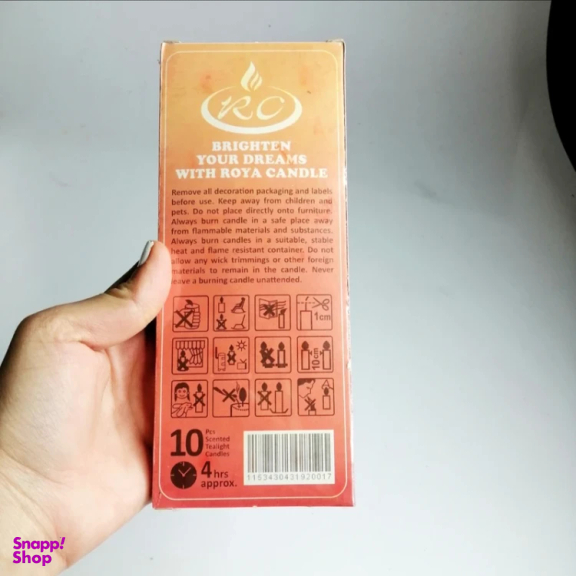 RC
BRIGHTEN
YOUR DREAMS
WITH ROYA CANDLE
Remove all decoration packaging and labels
before use. Keep away from children and
pets. Do not place directly onto furniture.
Always burn candle in a safe place away
from flammable materials and substances.
Always burn candles in a suitable, stable
heat and flame resistant container. Do not
allow any wick trimmings or other foreign
materials to remain in the candle. Never
leave a burning candle unattended.
1cm
10cm
10 Pcs
Scented
Tealight
Candles
4 hrs
approx.
Snapp!
Shop